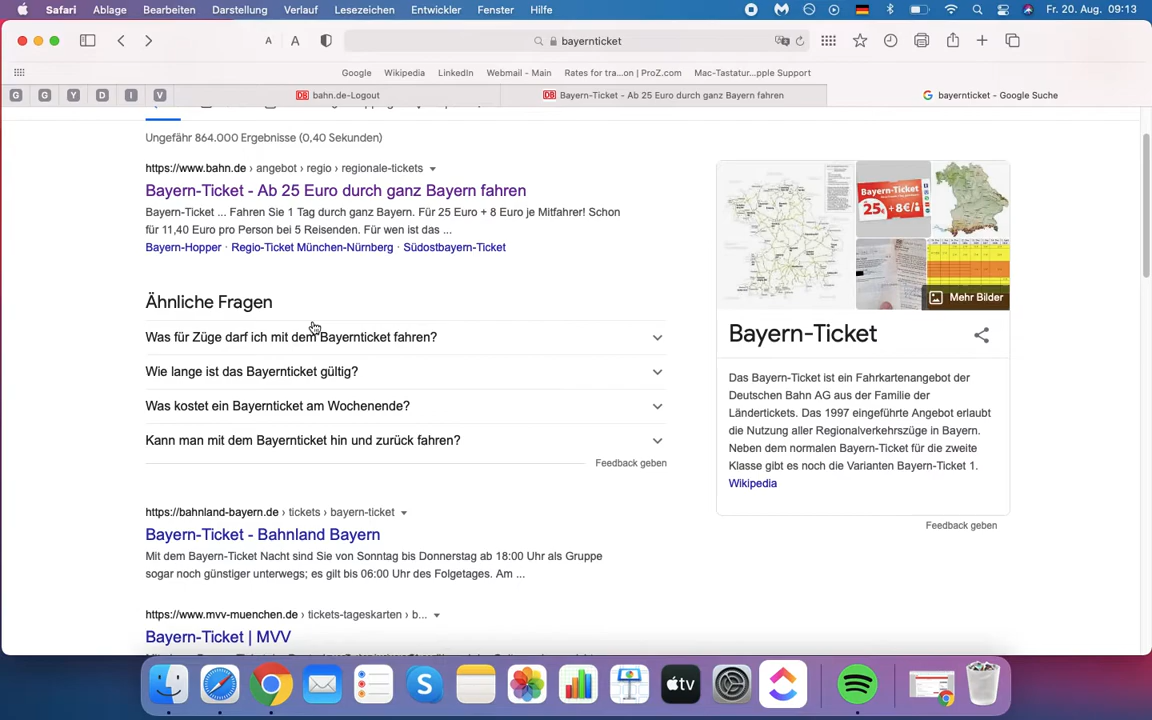 Safari Ablage Bearbeiten Darstellung Verlauf Lesezeichen Entwickler Fenster Hilfe Fr. 20. Aug. 09:13
A A bayernticket
Google Wikipedia LinkedIn Webmail - Main Rates for tra...on | ProZ.com Mac-Tastatur...pple Support
G G Y D I V DB bahn.de-Logout DB Bayern-Ticket - Ab 25 Euro durch ganz Bayern fahren G bayernticket - Google Suche
Ungefähr 864.000 Ergebnisse (0,40 Sekunden)
https://www.bahn.de › angebot › regio › regionale-tickets
Bayern-Ticket - Ab 25 Euro durch ganz Bayern fahren
Bayern-Ticket ... Fahren Sie 1 Tag durch ganz Bayern. Für 25 Euro + 8 Euro je Mitfahrer! Schon
für 11,40 Euro pro Person bei 5 Reisenden. Für wen ist das ...
Bayern-Hopper · Regio-Ticket München-Nürnberg · Südostbayern-Ticket
Ähnliche Fragen
Was für Züge darf ich mit dem Bayernticket fahren?
Wie lange ist das Bayernticket gültig?
Was kostet ein Bayernticket am Wochenende?
Kann man mit dem Bayernticket hin und zurück fahren?
Feedback geben
https://bahnland-bayern.de › tickets › bayern-ticket
Bayern-Ticket - Bahnland Bayern
Mit dem Bayern-Ticket Nacht sind Sie von Sonntag bis Donnerstag ab 18:00 Uhr als Gruppe
sogar noch günstiger unterwegs; es gilt bis 06:00 Uhr des Folgetages. Am ...
https://www.mvv-muenchen.de › tickets-tageskarten › b...
Bayern-Ticket | MVV
Bayern-Ticket
25€ +8€/
Mehr Bilder
Bayern-Ticket
Das Bayern-Ticket ist ein Fahrkartenangebot der
Deutschen Bahn AG aus der Familie der
Ländertickets. Das 1997 eingeführte Angebot erlaubt
die Nutzung aller Regionalverkehrszüge in Bayern.
Neben dem normalen Bayern-Ticket für die zweite
Klasse gibt es noch die Varianten Bayern-Ticket 1.
Wikipedia
Feedback geben
S tv